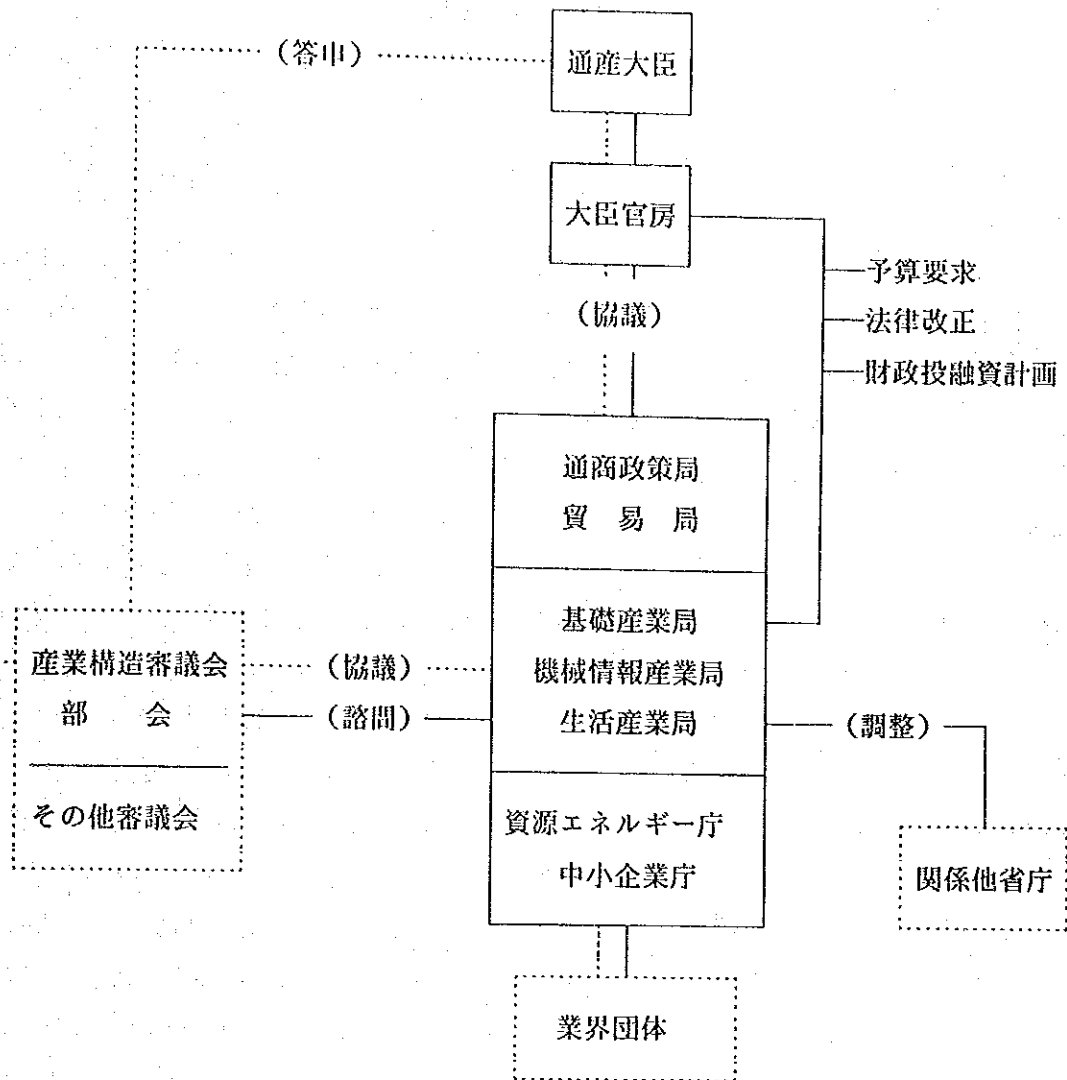 （答申）
通産大臣
大臣官房
予算要求
（協議）
法律改正
財政投融資計画
通商政策局
貿　易　局
基礎産業局
産業構造審議会
（協議）
機械情報産業局
部　　会
（諮問）
生活産業局
（調整）
その他審議会
資源エネルギー庁
中小企業庁
関係他省庁
業界団体